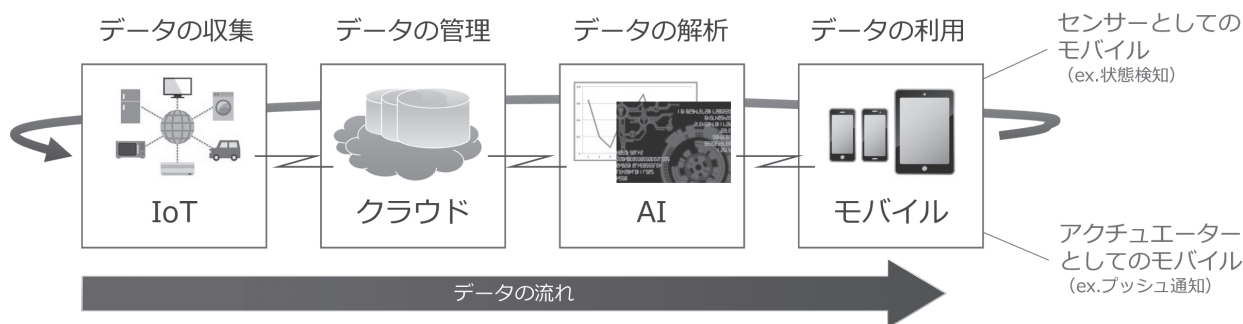 データの収集
データの管理
データの解析
データの利用
センサーとしての
モバイル
（ex.状態検知）
IoT
クラウド
AI
モバイル
アクチュエーター
としてのモバイル
（ex.プッシュ通知）
データの流れ